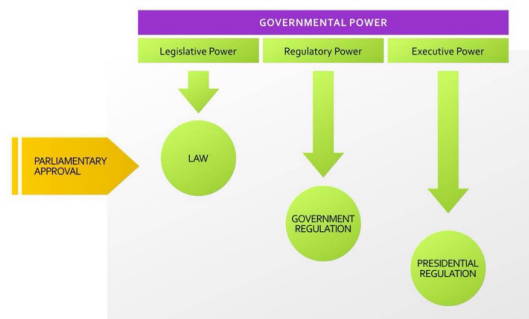 GOVERNMENTAL POWER
Legislative Power
Regulatory Power
Executive Power
PARLIAMENTARY
APPROVAL
LAW
GOVERNMENT
REGULATION
PRESIDENTIAL
REGULATION